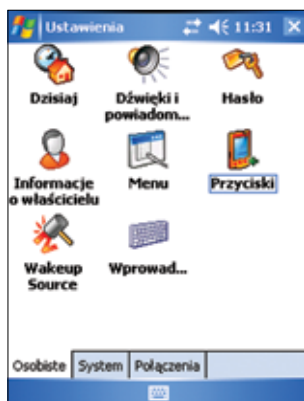 Ustawienia 11:31
Dzisiaj
Dźwięki i
powiadom...
Hasło
Informacje
o właścicielu
Menu
Przyciski
Wakeup
Source
Wprowad...
Osobiste System Połączenia